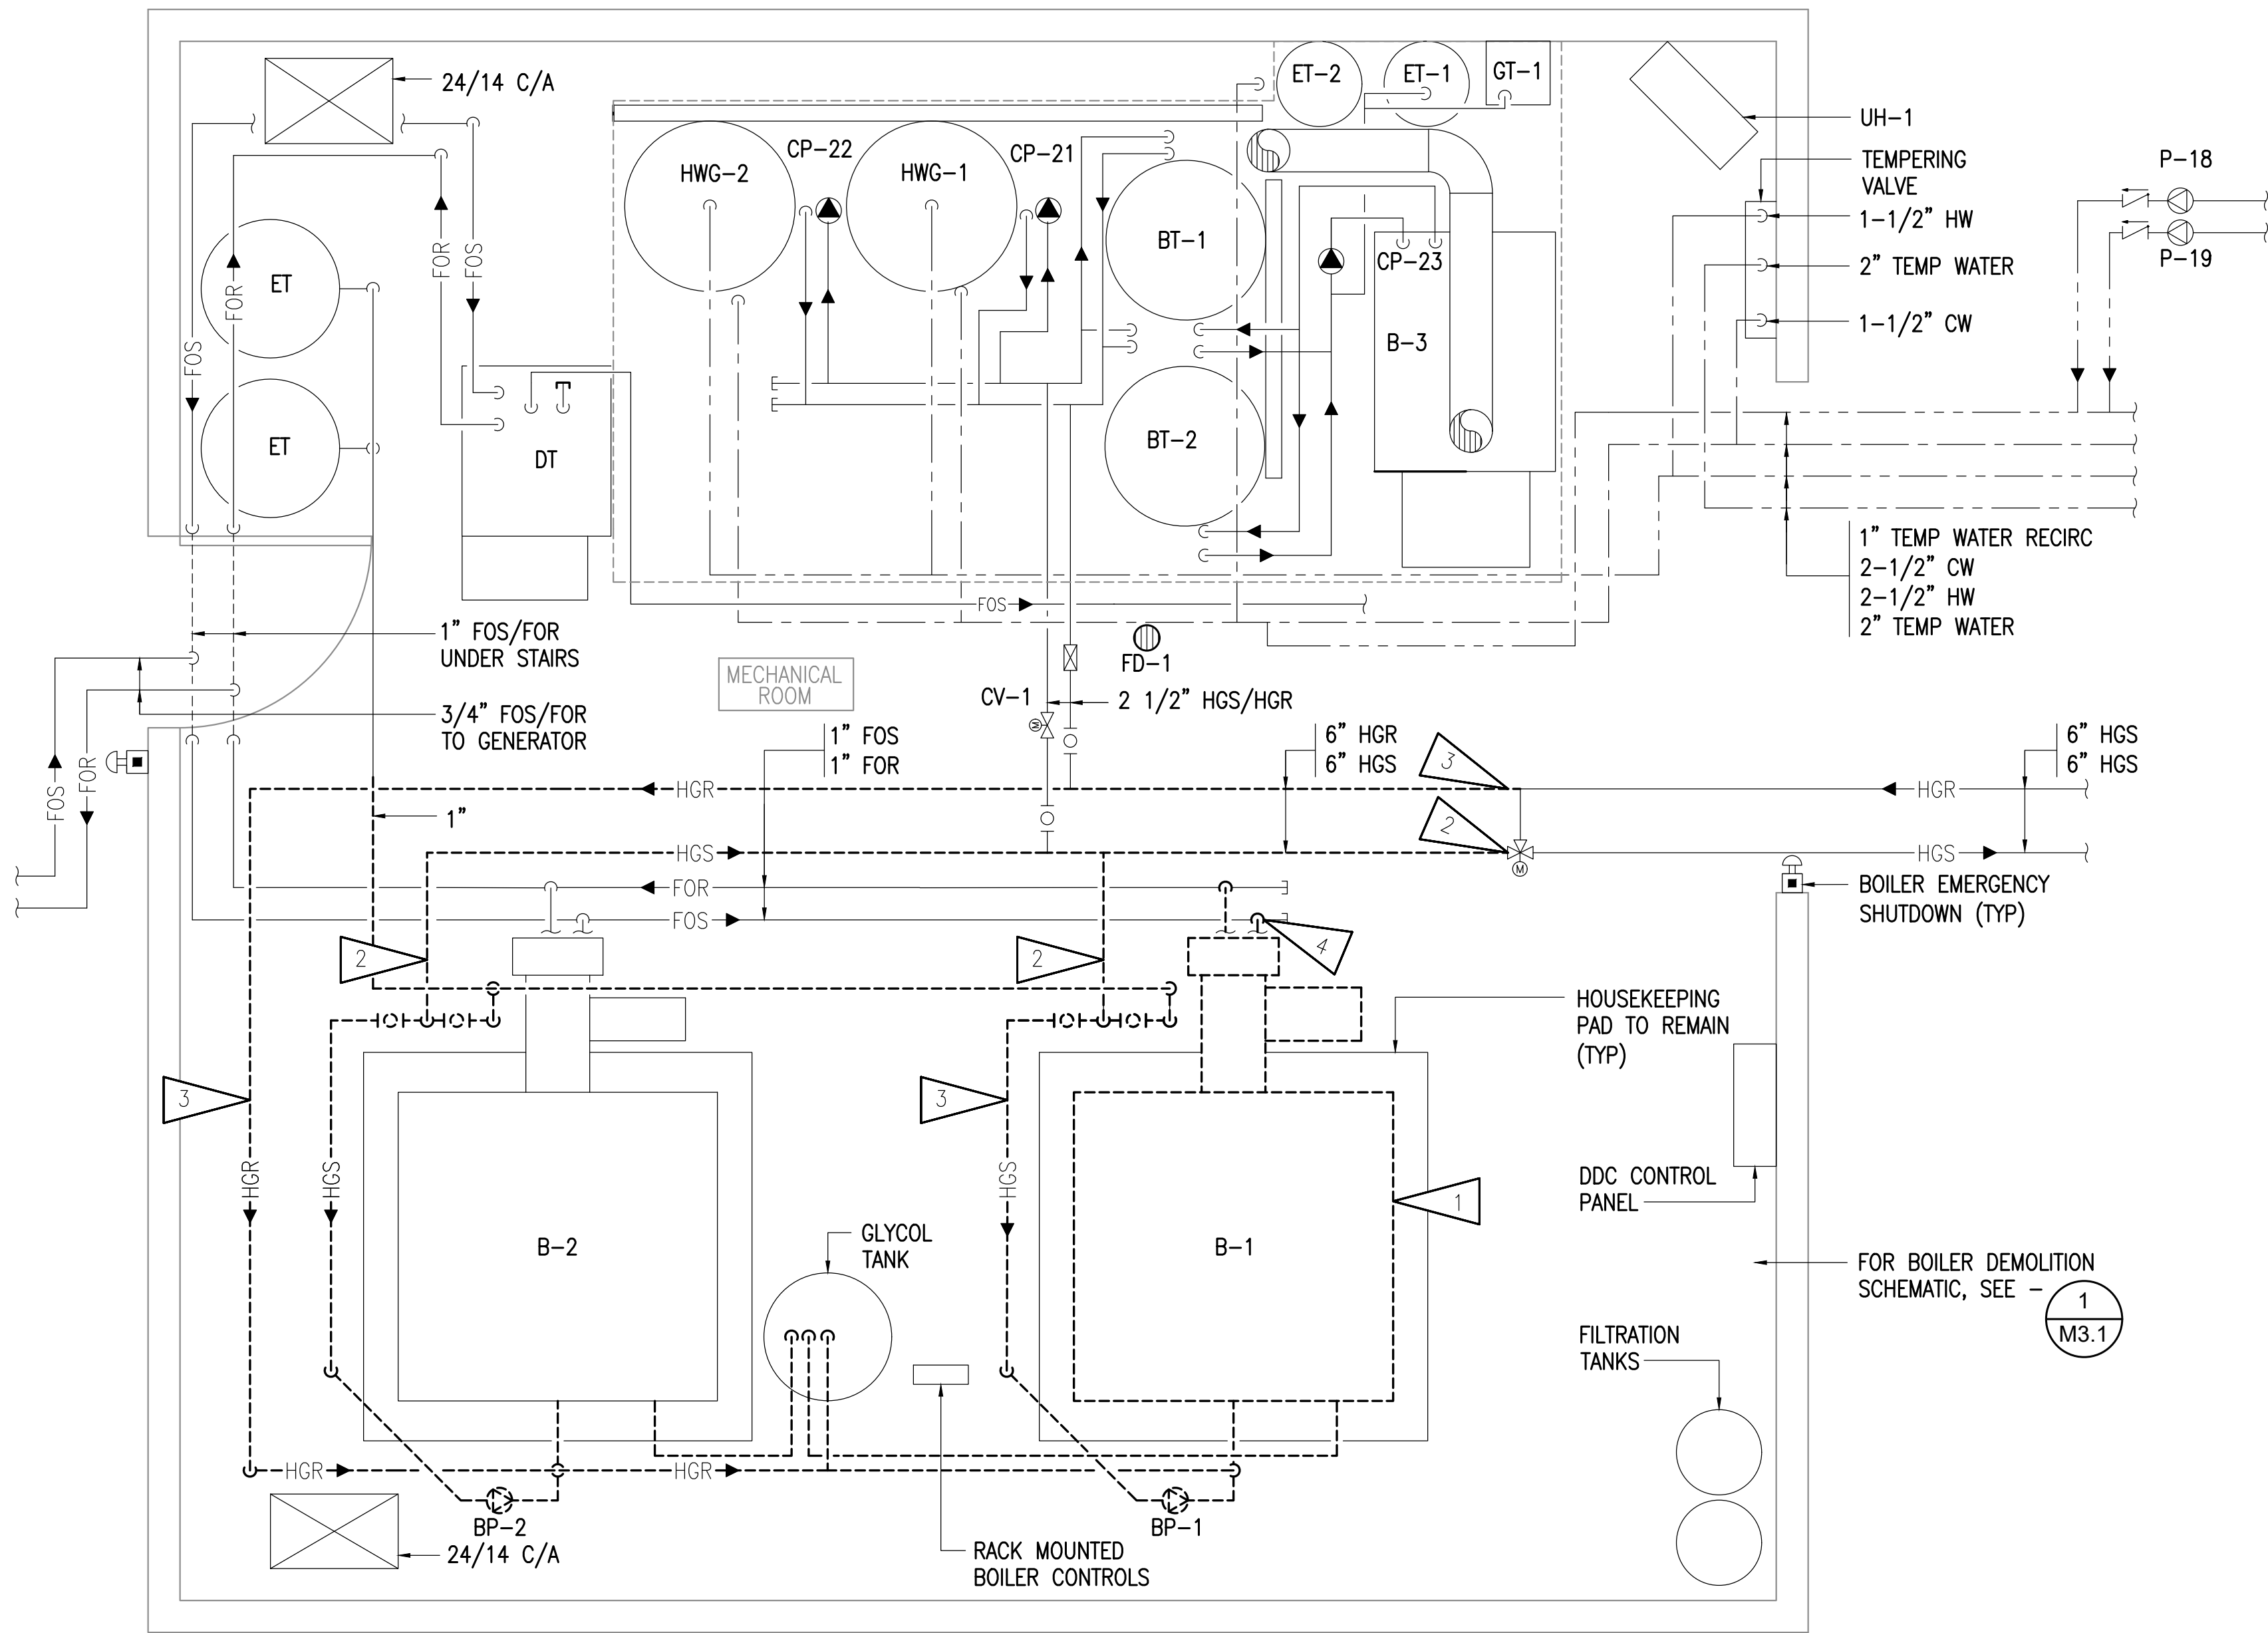 24/14 C/A
ET-2
ET-1
GT-1
UH-1
TEMPERING
VALVE
1-1/2" HW
2" TEMP WATER
1-1/2" CW
P-18
P-19
HWG-2
CP-22
HWG-1
CP-21
BT-1
CP-23
B-3
BT-2
FOR
FOS
FOR
FOS
ET
ET
DT
1" TEMP WATER RECIRC
2-1/2" CW
2-1/2" HW
2" TEMP WATER
FOS
1" FOS/FOR
UNDER STAIRS
3/4" FOS/FOR
TO GENERATOR
MECHANICAL
ROOM
FD-1
CV-1
2 1/2" HGS/HGR
M
1" FOS
1" FOR
6" HGR
6" HGS
3
6" HGS
6" HGS
FOS
FOR
HGR
HGR
1"
2
HGS
HGS
M
FOR
FOS
BOILER EMERGENCY
SHUTDOWN (TYP)
2
2
4
HOUSEKEEPING
PAD TO REMAIN
(TYP)
3
3
HGR
HGS
HGS
1
DDC CONTROL
PANEL
B-2
GLYCOL
TANK
B-1
FOR BOILER DEMOLITION
SCHEMATIC, SEE -
1
M3.1
FILTRATION
TANKS
HGR
HGR
BP-2
BP-1
24/14 C/A
RACK MOUNTED
BOILER CONTROLS